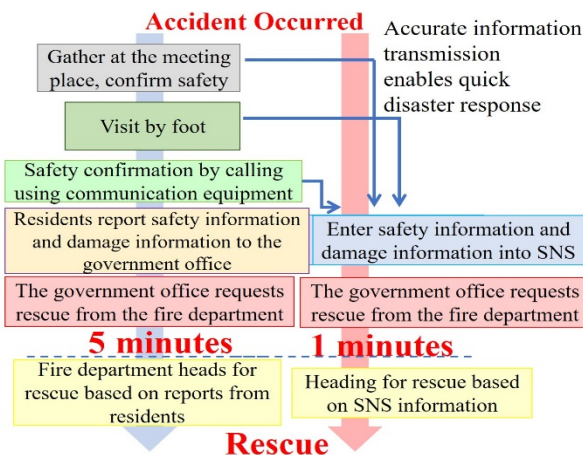 Accident Occurred
Gather at the meeting
place, confirm safety
Accurate information
transmission
enables quick
disaster response
Visit by foot
Safety confirmation by calling
using communication equipment
Residents report safety information
and damage information to the
government office
Enter safety information and
damage information into SNS
The government office requests
rescue from the fire department
The government office requests
rescue from the fire department
5 minutes
1 minutes
Fire department heads for
rescue based on reports from
residents
Heading for rescue based
on SNS information
Rescue